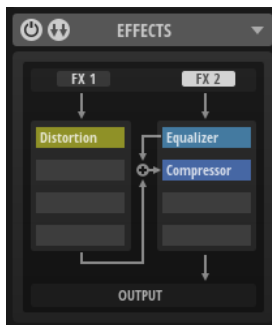 EFFECTS
FX 1 FX 2
Distortion Equalizer
Compressor
OUTPUT